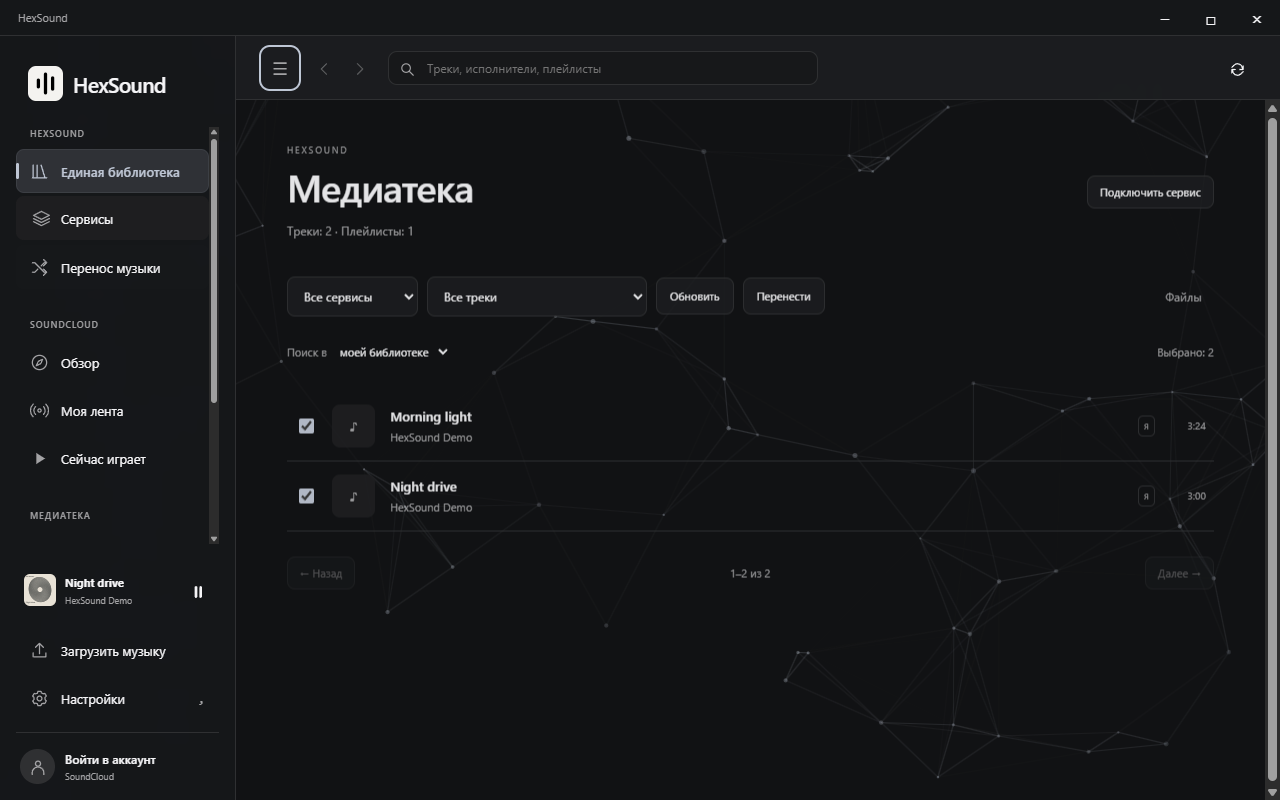 HexSound
HexSound
HEXSOUND
Единая библиотека
Сервисы
Перенос музыки
SOUNDCLOUD
Обзор
Моя лента
Сейчас играет
МЕДИАТЕКА
Night drive
HexSound Demo
Загрузить музыку
Настройки
,
Войти в аккаунт
SoundCloud
Треки, исполнители, плейлисты
HEXSOUND
Медиатека
Подключить сервис
Треки: 2 · Плейлисты: 1
Все сервисы
Все треки
Обновить
Перенести
Файлы
Поиск в моей библиотеке
Выбрано: 2
Morning light
HexSound Demo
Я
3:24
Night drive
HexSound Demo
Я
3:00
← Назад
1–2 из 2
Далее →